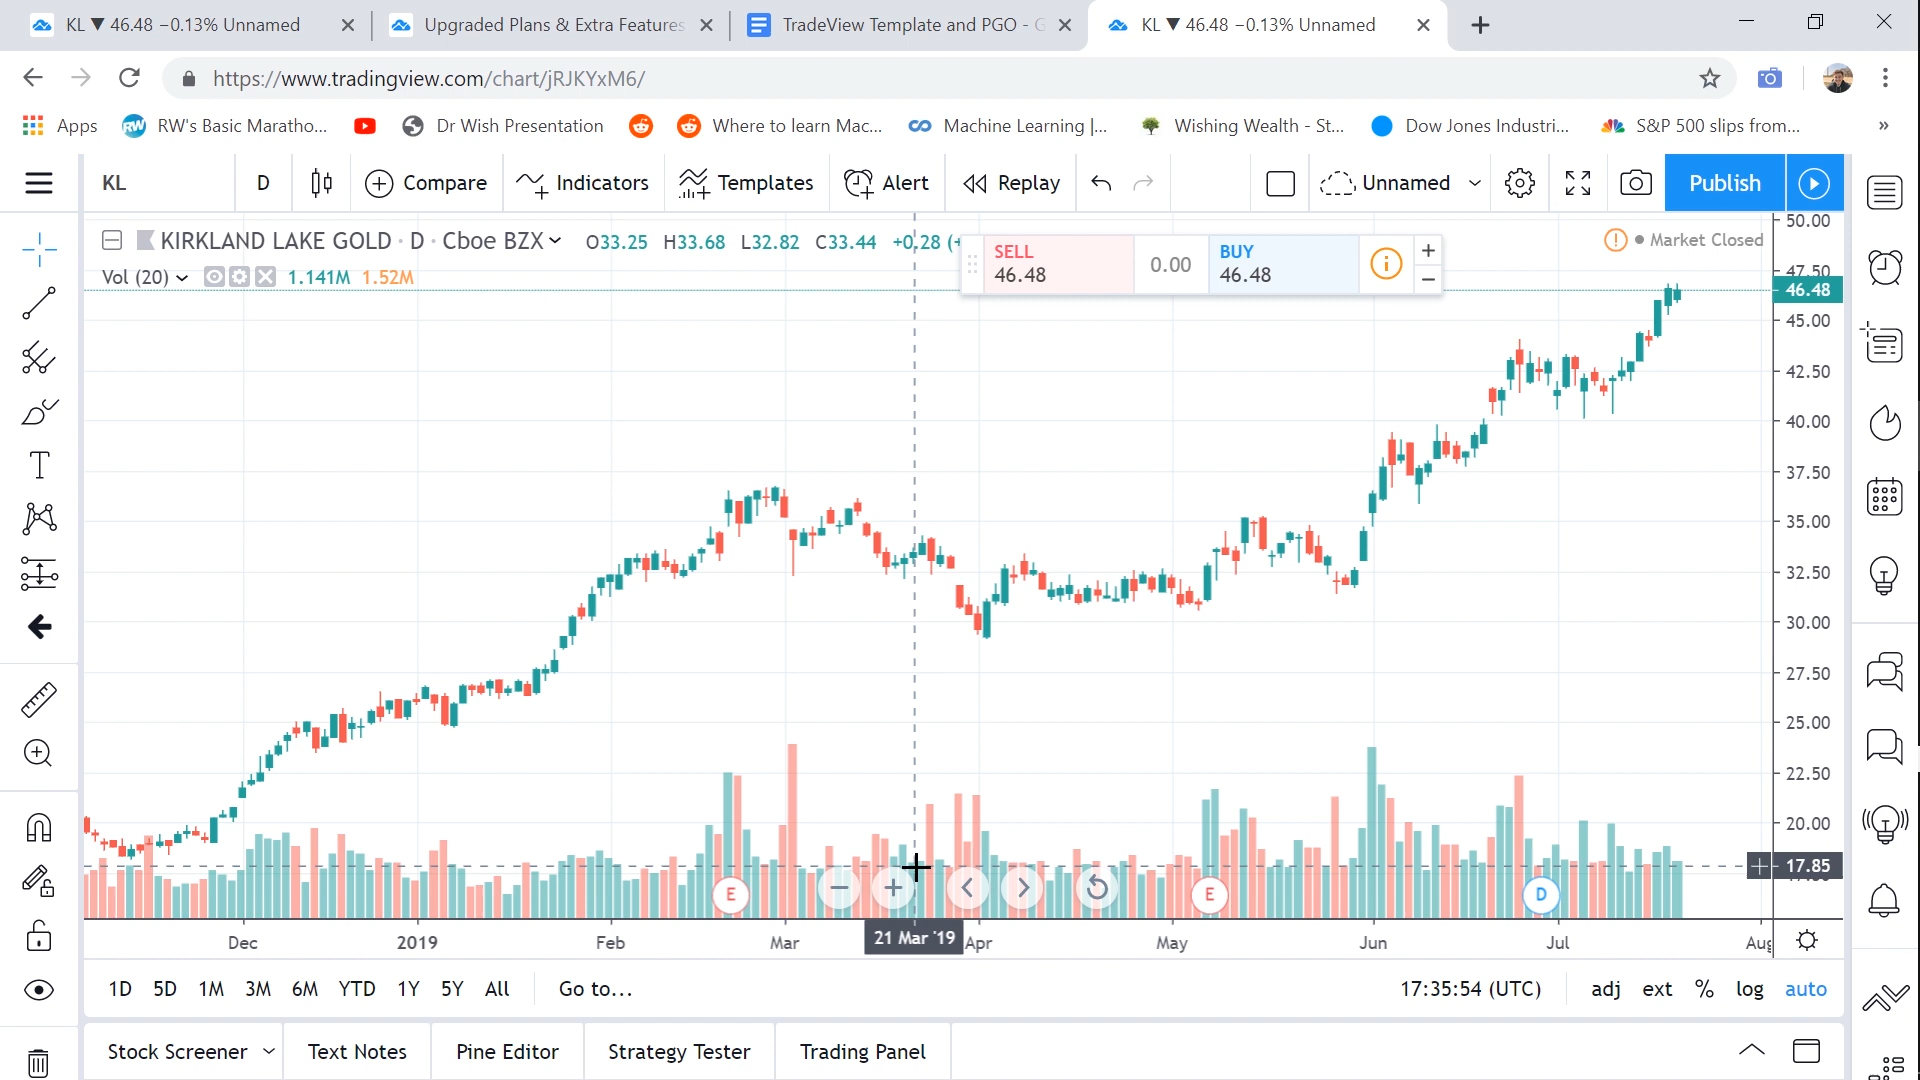 KL ▼ 46.48 −0.13% Unnamed
Upgraded Plans & Extra Features
TradeView Template and PGO - G
KL ▼ 46.48 −0.13% Unnamed
https://www.tradingview.com/chart/jRJKYxM6/
Apps
RW's Basic Maratho...
Dr Wish Presentation
Where to learn Mac...
Machine Learning |...
Wishing Wealth - St...
Dow Jones Industri...
S&P 500 slips from...
»
KL
D
Compare
Indicators
Templates
Alert
Replay
Unnamed
Publish
KIRKLAND LAKE GOLD · D · Cboe BZX
O33.25 H33.68 L32.82 C33.44 +0.28 (+
SELL
46.48
0.00
BUY
46.48
Market Closed
Vol (20)
1.141M 1.52M
50.00
47.50
46.48
45.00
42.50
40.00
37.50
35.00
32.50
30.00
27.50
25.00
22.50
20.00
17.85
E
E
D
Dec
2019
Feb
Mar
21 Mar '19
Apr
May
Jun
Jul
Aug
1D 5D 1M 3M 6M YTD 1Y 5Y All
Go to...
17:35:54 (UTC)
adj ext % log auto
Stock Screener
Text Notes
Pine Editor
Strategy Tester
Trading Panel